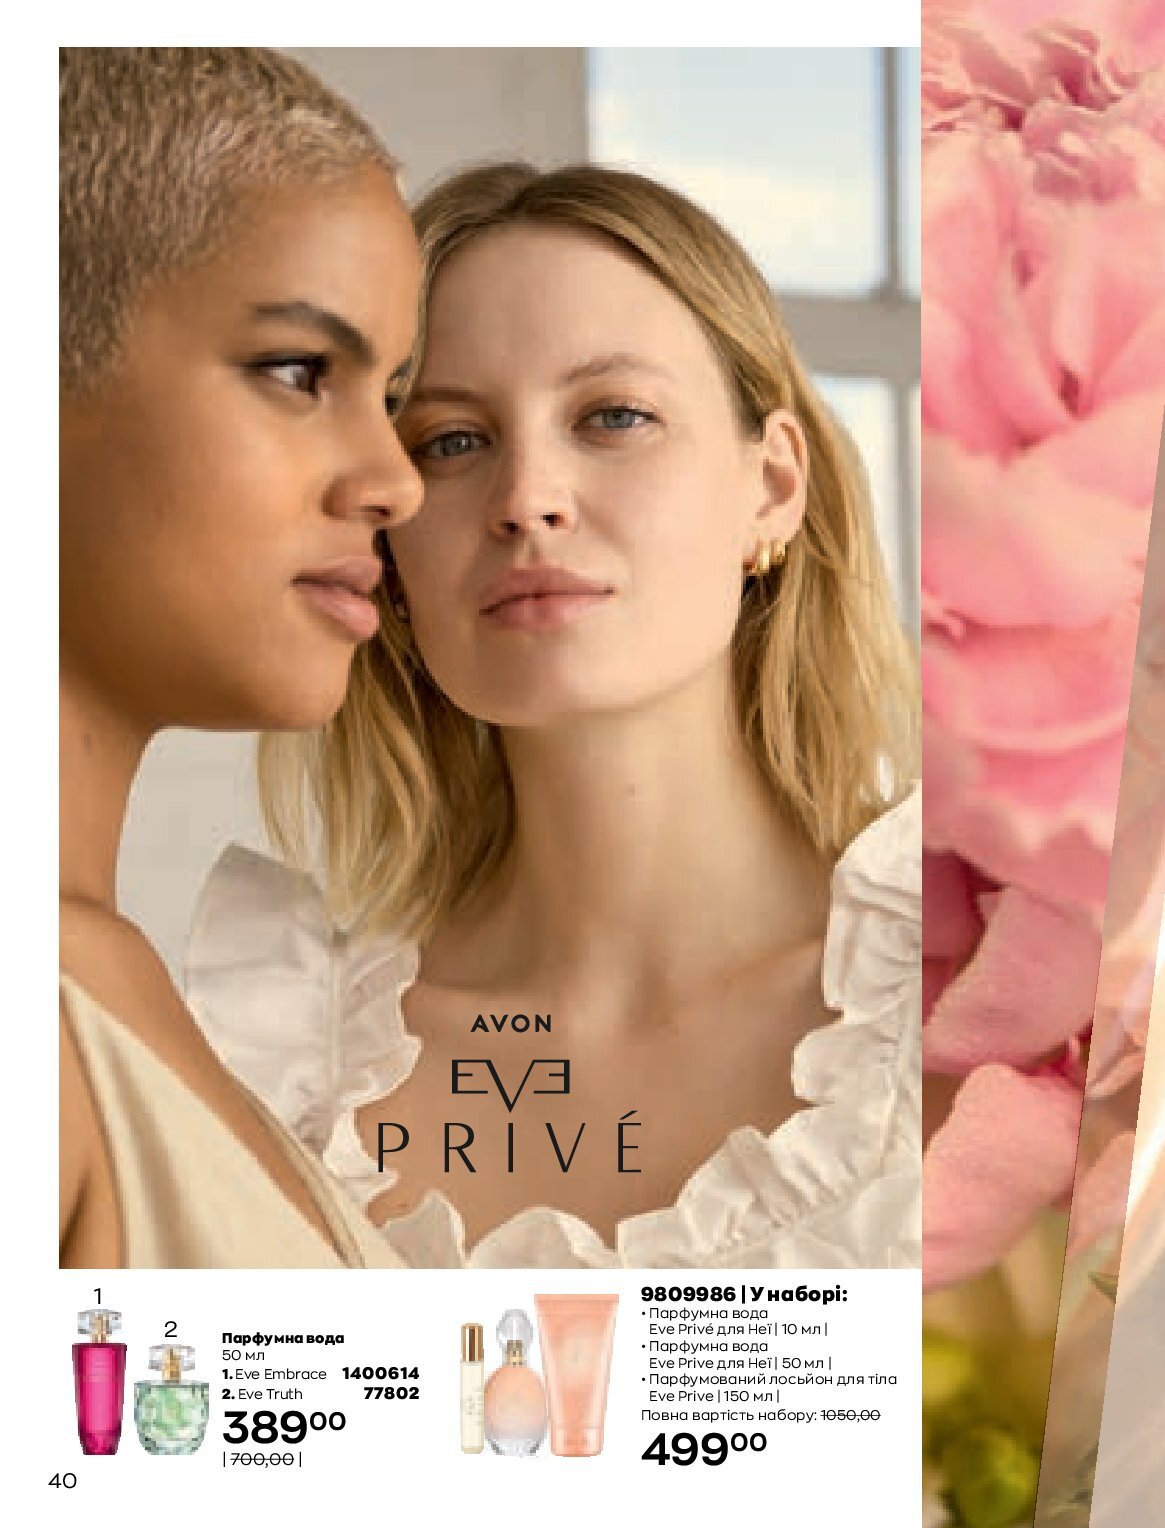 AVON
EVE
PRIVÉ
1
2
Парфумна вода
50 мл
1. Eve Embrace 1400614
2. Eve Truth 77802
389⁰⁰
| 700,00 |
9809986 | У наборі:
• Парфумна вода
Eve Privé для Неї | 10 мл |
• Парфумна вода
Eve Prive для Неї | 50 мл |
• Парфумований лосьйон для тіла
Eve Prive | 150 мл |
Повна вартість набору: 1050,00
499⁰⁰
40